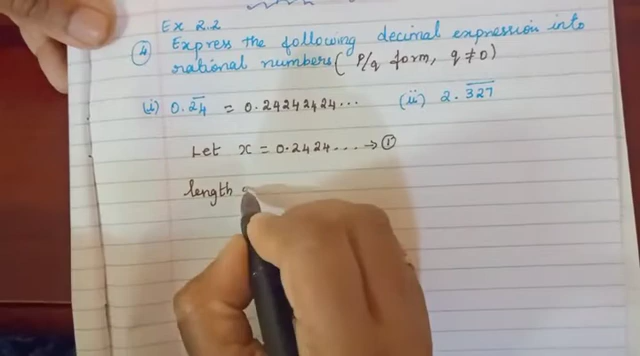 Ex 2.2
④ Express the following decimal expression into
rational numbers ( P/q form, q ≠ 0 )
(i) 0.2̅4̅ = 0.24242424... (ii) 2.3̅2̅7̅
Let x = 0.2424.... → ①
length